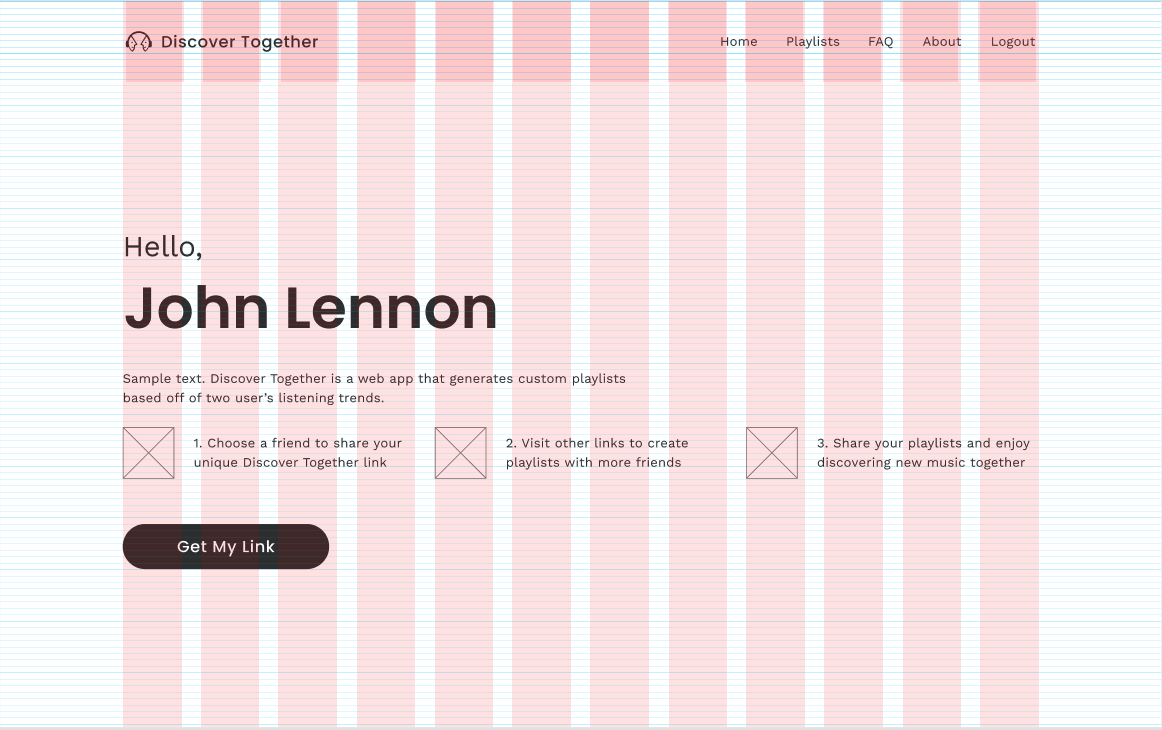 Discover Together
Home Playlists FAQ About Logout
Hello,
John Lennon
Sample text. Discover Together is a web app that generates custom playlists
based off of two user’s listening trends.
1. Choose a friend to share your
unique Discover Together link
2. Visit other links to create
playlists with more friends
3. Share your playlists and enjoy
discovering new music together
Get My Link